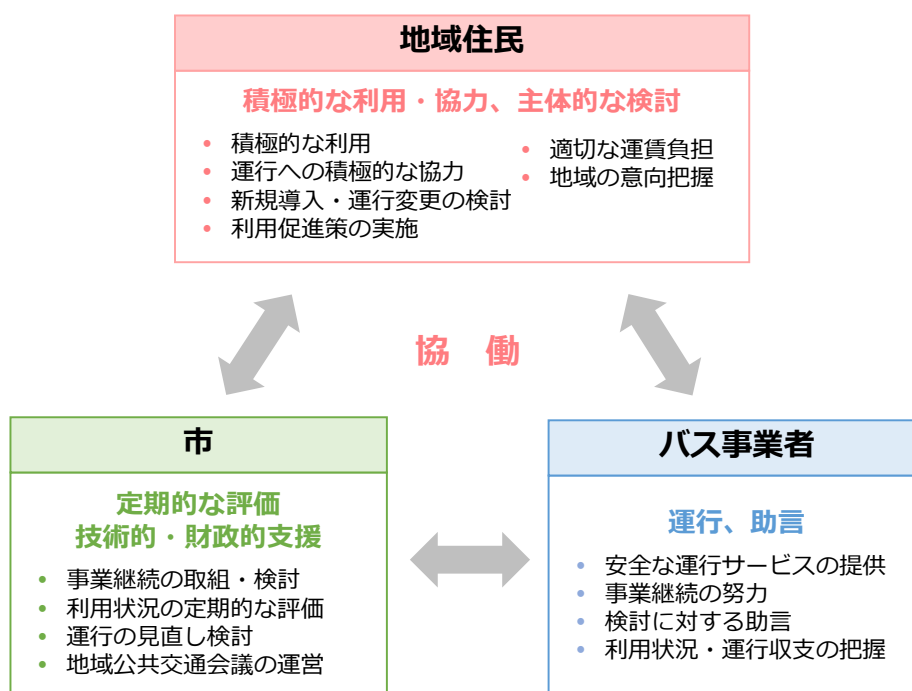 地域住民
積極的な利用・協力、主体的な検討
• 積極的な利用
• 運行への積極的な協力
• 新規導入・運行変更の検討
• 利用促進策の実施
• 適切な運賃負担
• 地域の意向把握
協 働
市
定期的な評価
技術的・財政的支援
• 事業継続の取組・検討
• 利用状況の定期的な評価
• 運行の見直し検討
• 地域公共交通会議の運営
バス事業者
運行、助言
• 安全な運行サービスの提供
• 事業継続の努力
• 検討に対する助言
• 利用状況・運行収支の把握